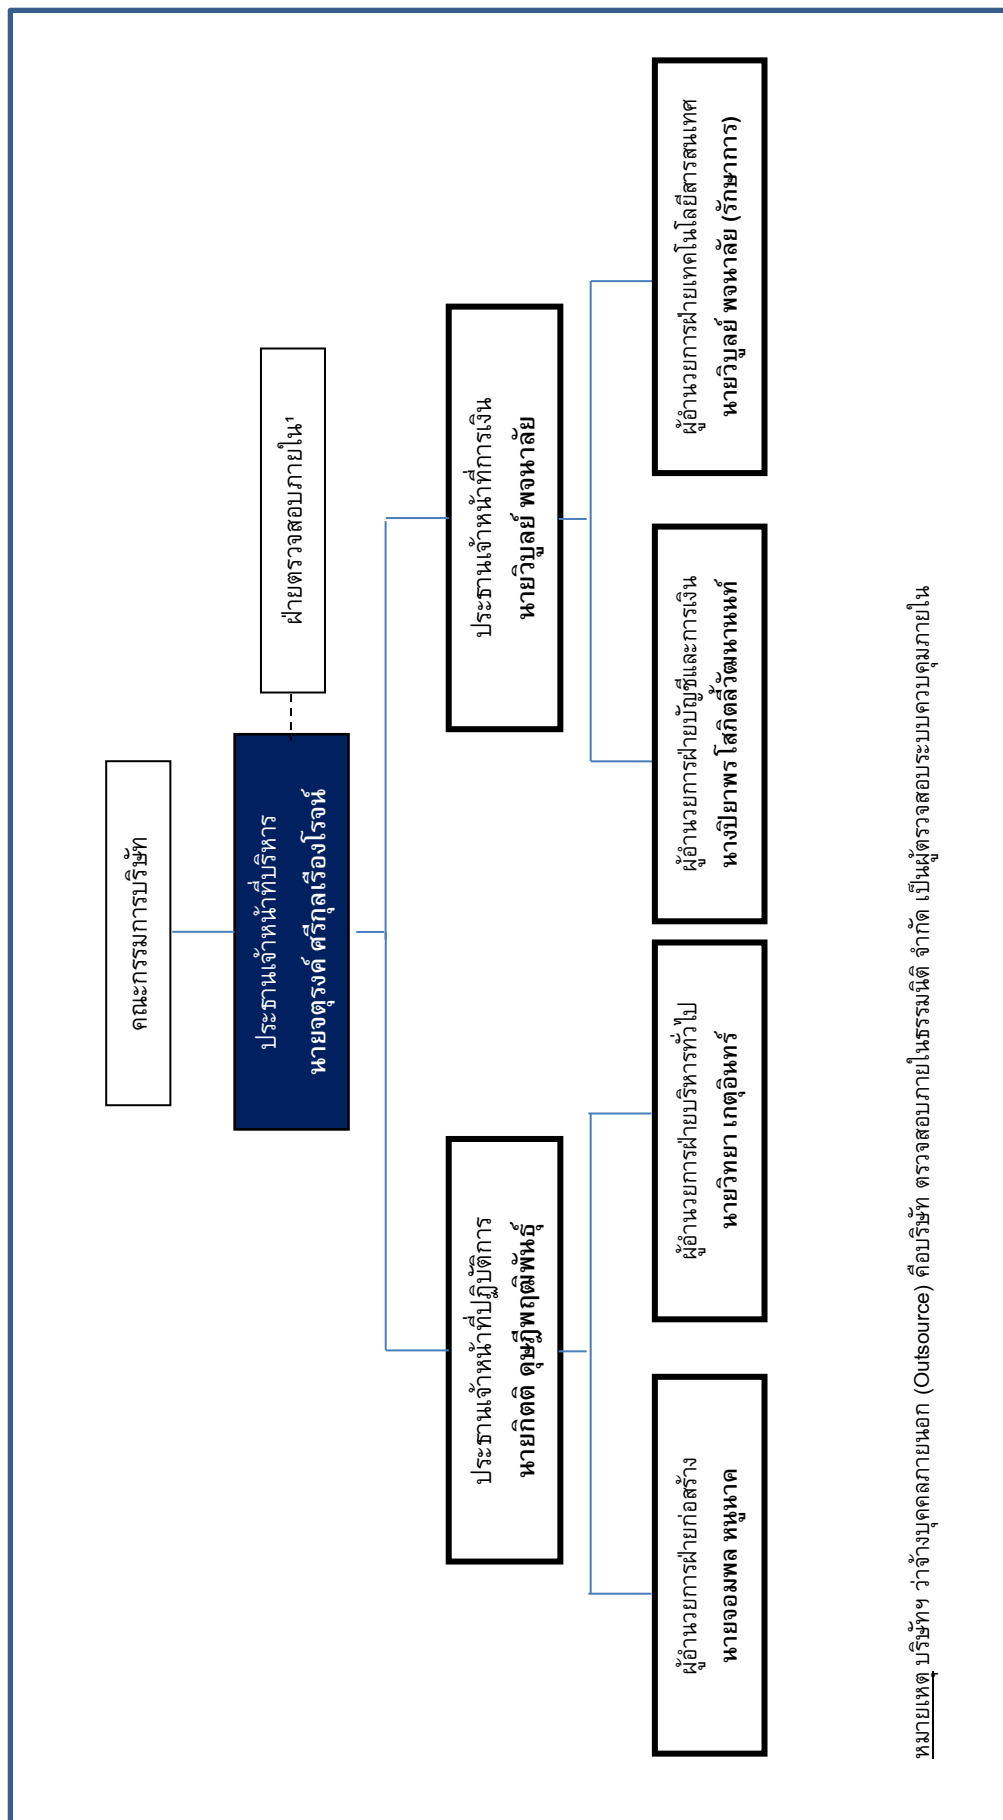 คณะกรรมการบริษัท
ประธานเจ้าหน้าที่บริหาร
นายจตุรงค์ ศรีกุลเรืองโรจน์
ฝ่ายตรวจสอบภายใน¹
ประธานเจ้าหน้าที่ปฏิบัติการ
นายกิตติ ดุษฎีพฤฒิพันธุ์
ประธานเจ้าหน้าที่การเงิน
นายวิบูลย์ พจนาลัย
ผู้อำนวยการฝ่ายก่อสร้าง
นายจอมพล หนูนาค
ผู้อำนวยการฝ่ายบริหารทั่วไป
นายวิทยา เกตุอินทร์
ผู้อำนวยการฝ่ายบัญชีและการเงิน
นางปิยาพร โสภิตสิ้วัฒนานนท์
ผู้อำนวยการฝ่ายเทคโนโลยีสารสนเทศ
นายวิบูลย์ พจนาลัย (รักษาการ)
หมายเหตุ บริษัทฯ ว่าจ้างบุคคลภายนอก (Outsource) คือบริษัท ตรวจสอบภายในธรรมนิติ จำกัด เป็นผู้ตรวจสอบระบบควบคุมภายใน